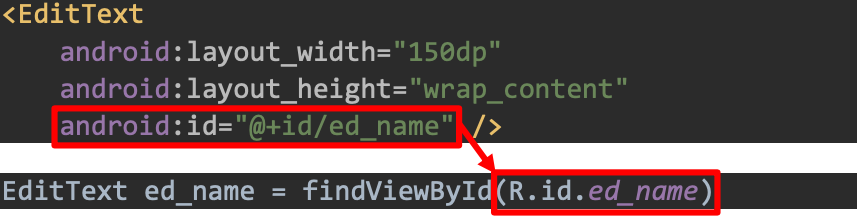 <EditText
android:layout_width="150dp"
android:layout_height="wrap_content"
android:id="@+id/ed_name" />
EditText ed_name = findViewById(R.id.ed_name)